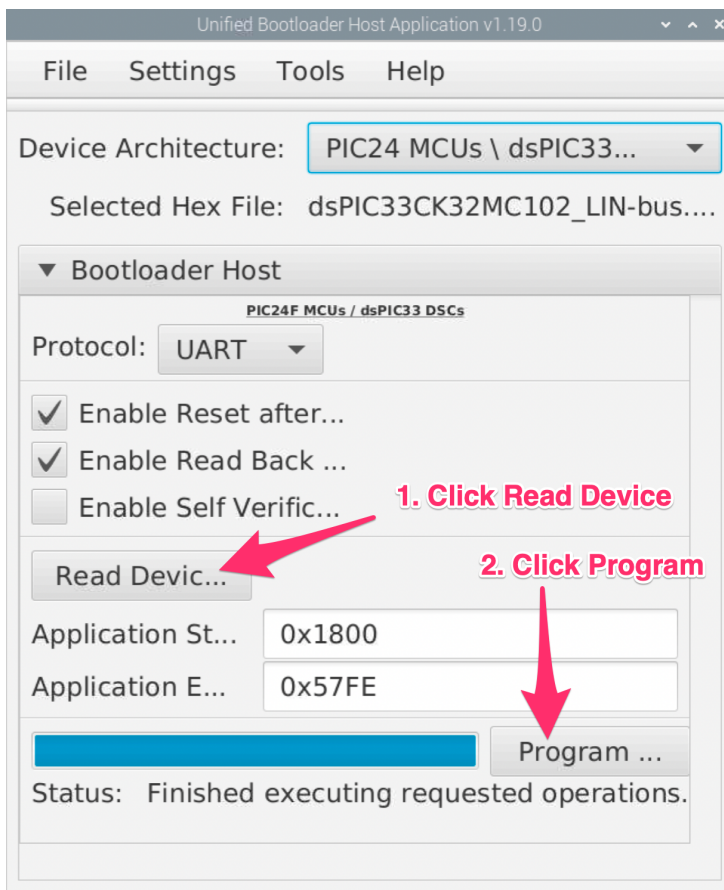 Unified Bootloader Host Application v1.19.0
File Settings Tools Help
Device Architecture: PIC24 MCUs \ dsPIC33...
Selected Hex File: dsPIC33CK32MC102_LIN-bus....
Bootloader Host
PIC24F MCUs / dsPIC33 DSCs
Protocol: UART
Enable Reset after...
Enable Read Back ...
Enable Self Verific...
1. Click Read Device
Read Devic...
2. Click Program
Application St... 0x1800
Application E... 0x57FE
Program ...
Status: Finished executing requested operations.